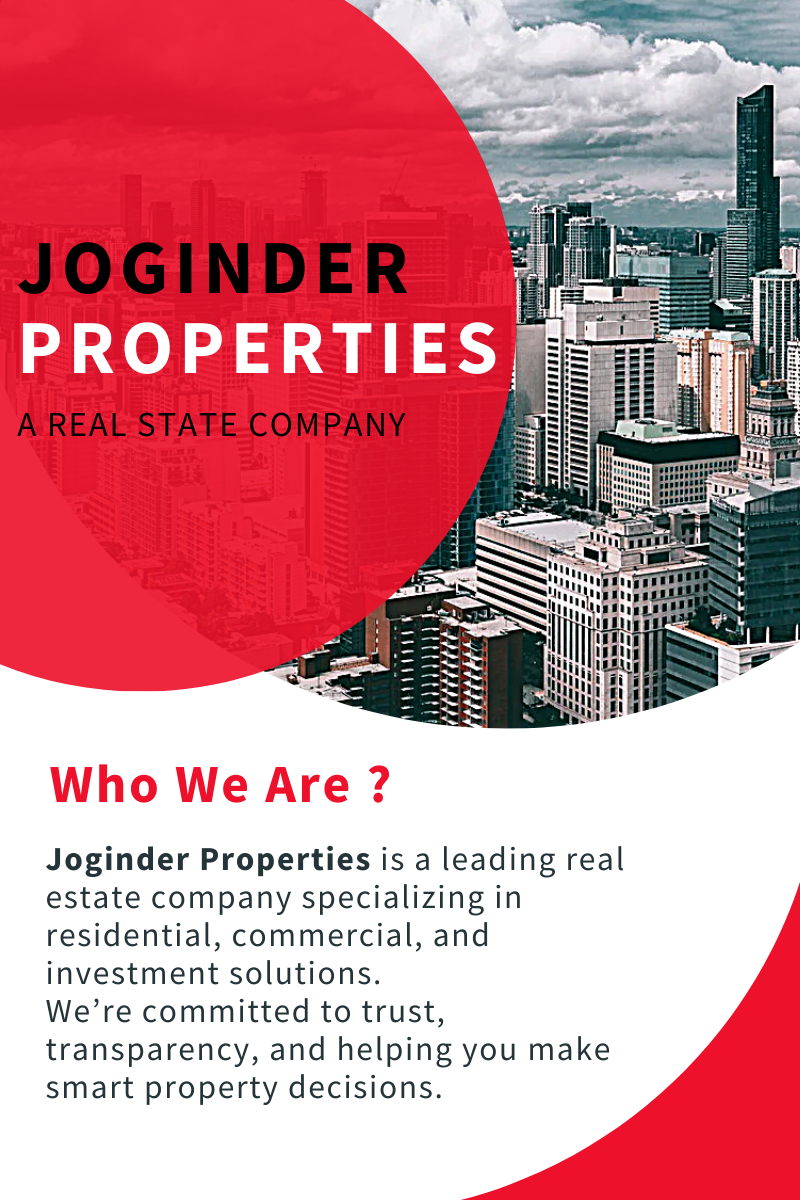 JOGINDER
PROPERTIES
A REAL STATE COMPANY
Who We Are ?
Joginder Properties is a leading real
estate company specializing in
residential, commercial, and
investment solutions.
We’re committed to trust,
transparency, and helping you make
smart property decisions.